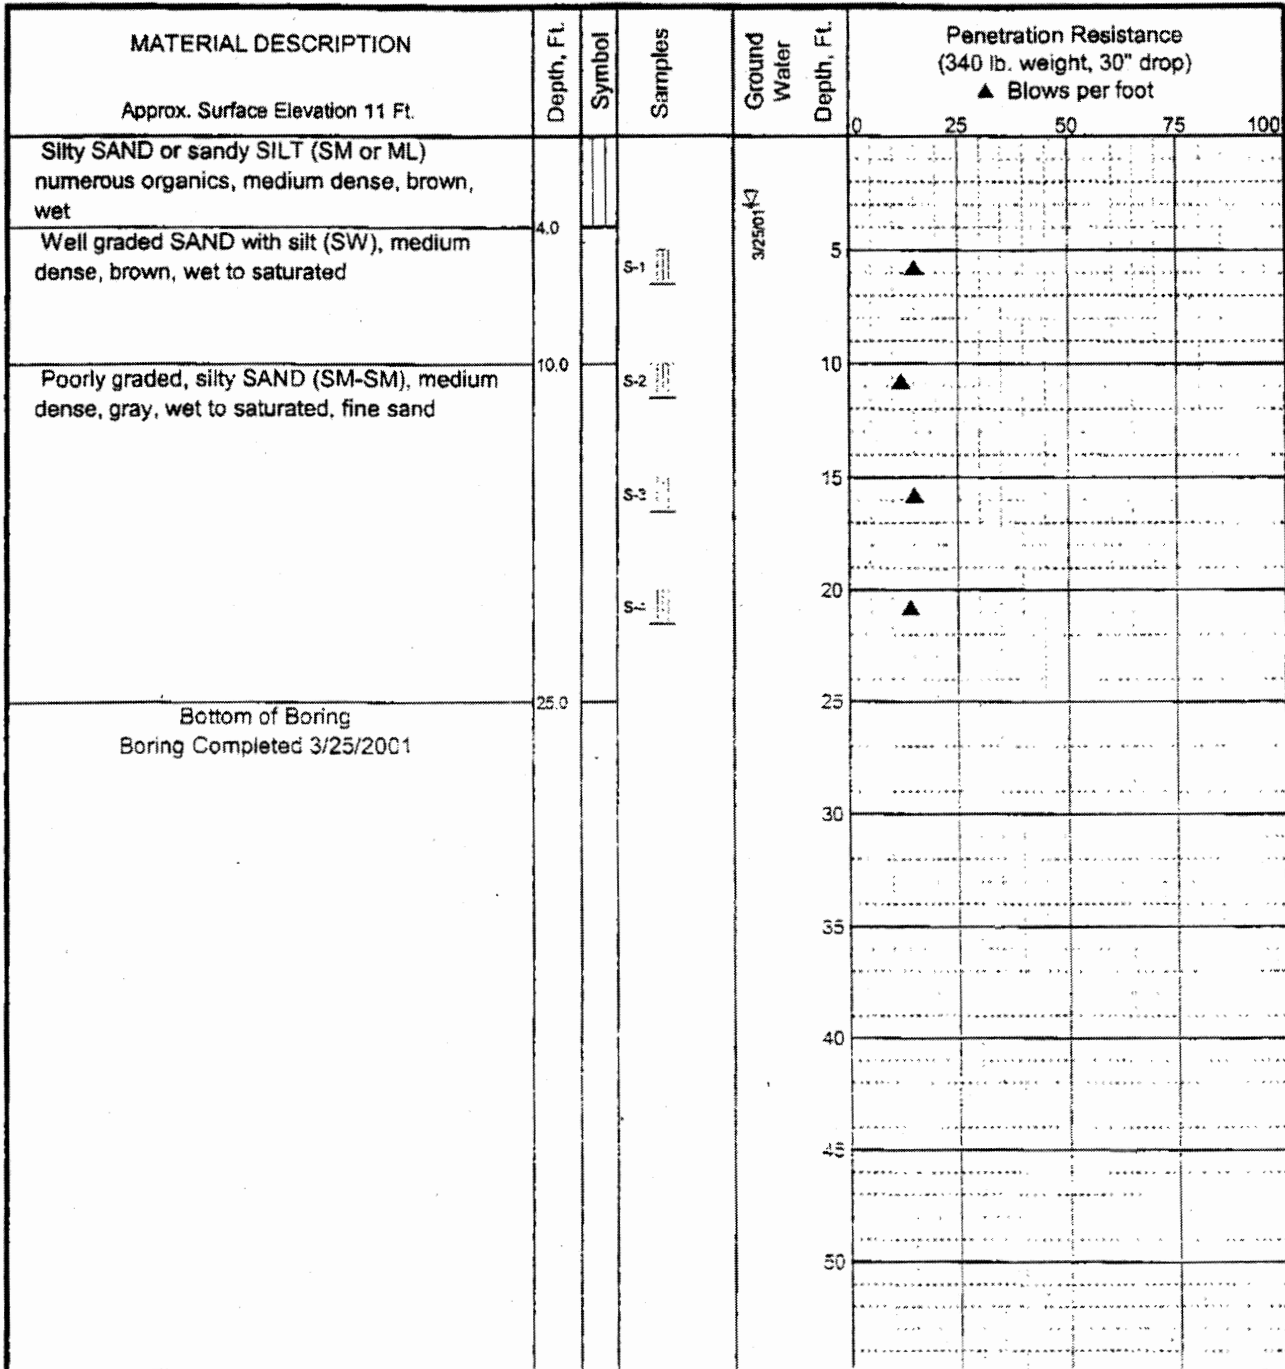 MATERIAL DESCRIPTION
Approx. Surface Elevation 11 Ft.
Depth, Ft.
Symbol
Samples
Ground
Water
Depth, Ft.
Penetration Resistance
(340 lb. weight, 30" drop)
▲ Blows per foot
0 25 50 75 100
Silty SAND or sandy SILT (SM or ML)
numerous organics, medium dense, brown,
wet
4.0
Well graded SAND with silt (SW), medium
dense, brown, wet to saturated
S-1
3/25/01
5
10.0
Poorly graded, silty SAND (SM-SM), medium
dense, gray, wet to saturated, fine sand
S-2
10
S-3
15
S-4
20
25.0
Bottom of Boring
Boring Completed 3/25/2001
25
30
35
40
45
50